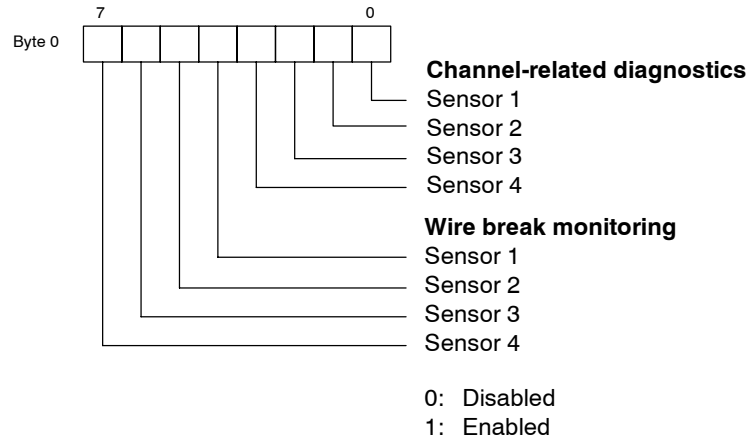 7 0
Byte 0
Channel-related diagnostics
Sensor 1
Sensor 2
Sensor 3
Sensor 4
Wire break monitoring
Sensor 1
Sensor 2
Sensor 3
Sensor 4
0: Disabled
1: Enabled